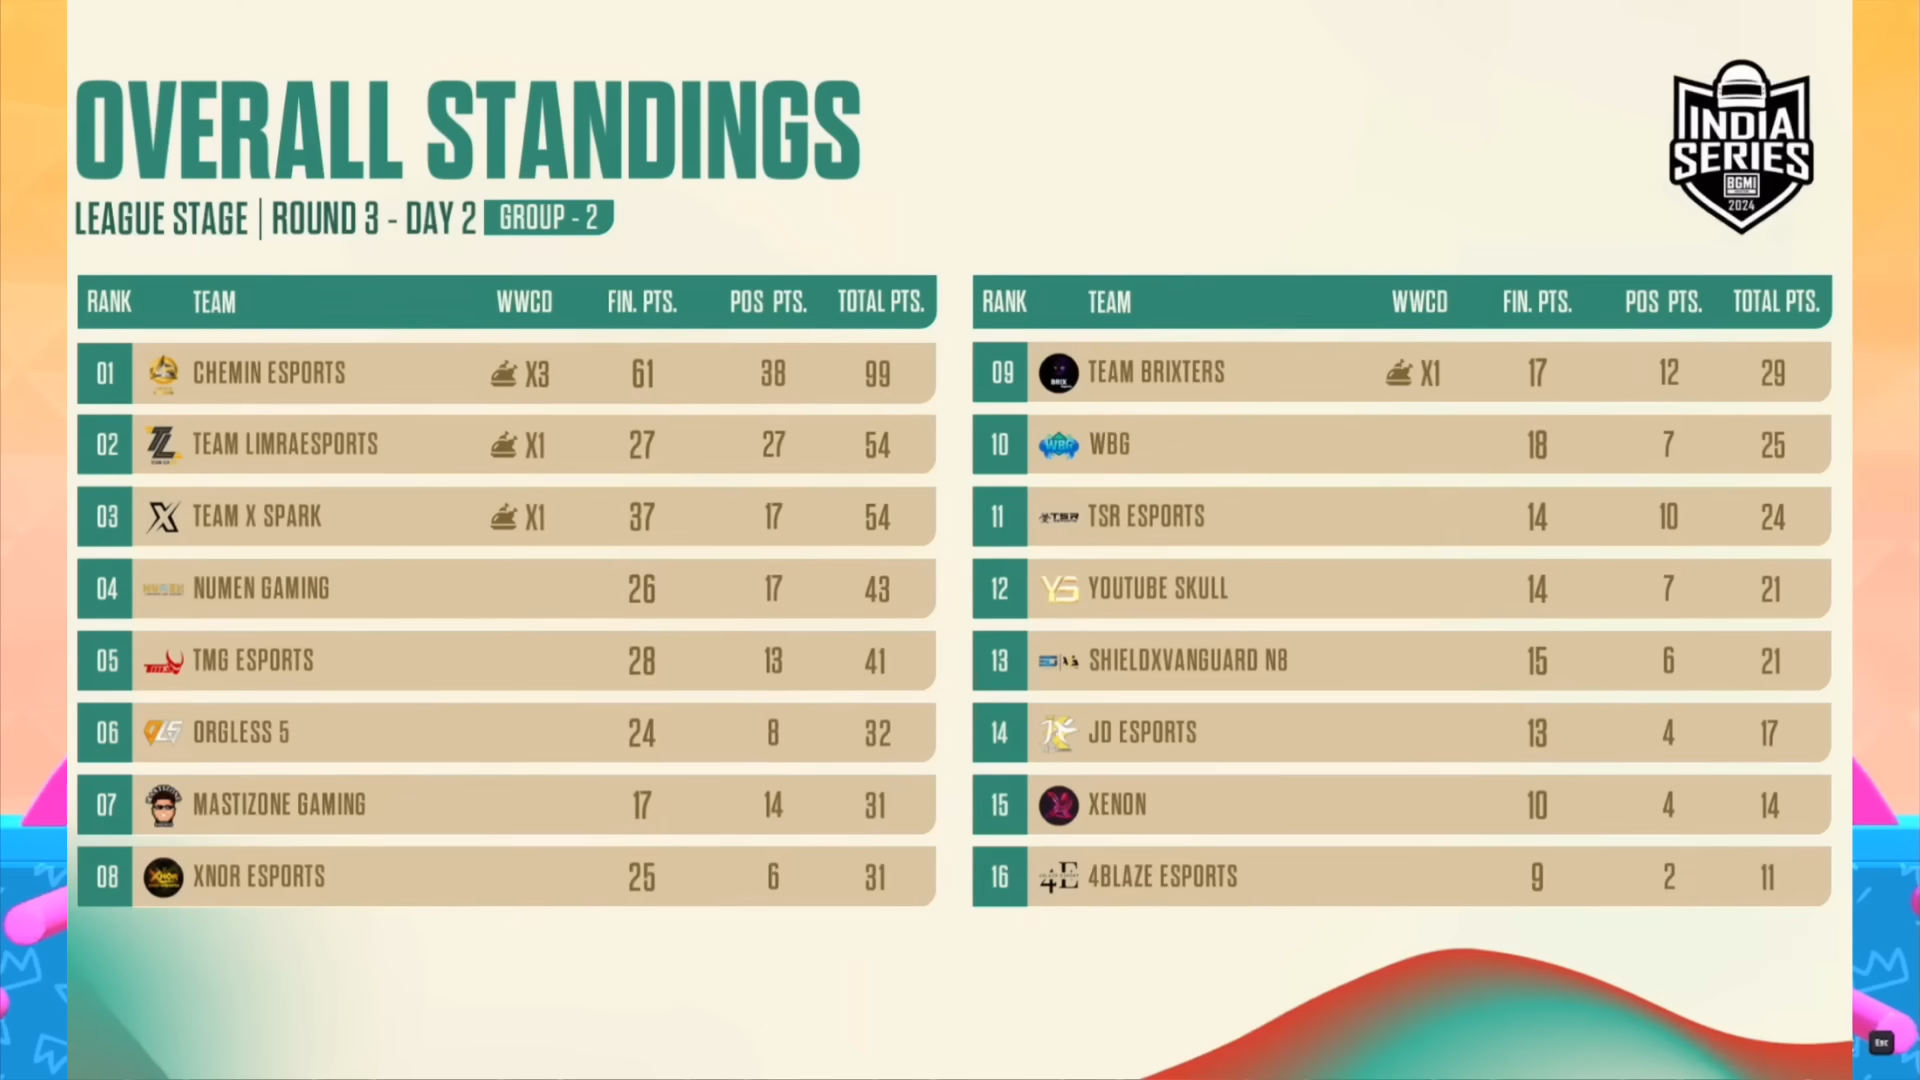 OVERALL STANDINGS
LEAGUE STAGE | ROUND 3 - DAY 2 GROUP - 2
INDIA
SERIES
BGMI
2024
RANK TEAM WWCD FIN. PTS. POS PTS. TOTAL PTS.
01 CHEMIN ESPORTS X3 61 38 99
02 TEAM LIMRAESPORTS X1 27 27 54
03 TEAM X SPARK X1 37 17 54
04 NUMEN GAMING 26 17 43
05 TMG ESPORTS 28 13 41
06 ORGLESS 5 24 8 32
07 MASTIZONE GAMING 17 14 31
08 XNOR ESPORTS 25 6 31
RANK TEAM WWCD FIN. PTS. POS PTS. TOTAL PTS.
09 BRIX TEAM BRIXTERS X1 17 12 29
10 WBG WBG 18 7 25
11 TSR TSR ESPORTS 14 10 24
12 YS YOUTUBE SKULL 14 7 21
13 SHIELDXVANGUARD N8 15 6 21
14 JD ESPORTS 13 4 17
15 XENON 10 4 14
16 4E 4BLAZE ESPORTS 9 2 11
Esc